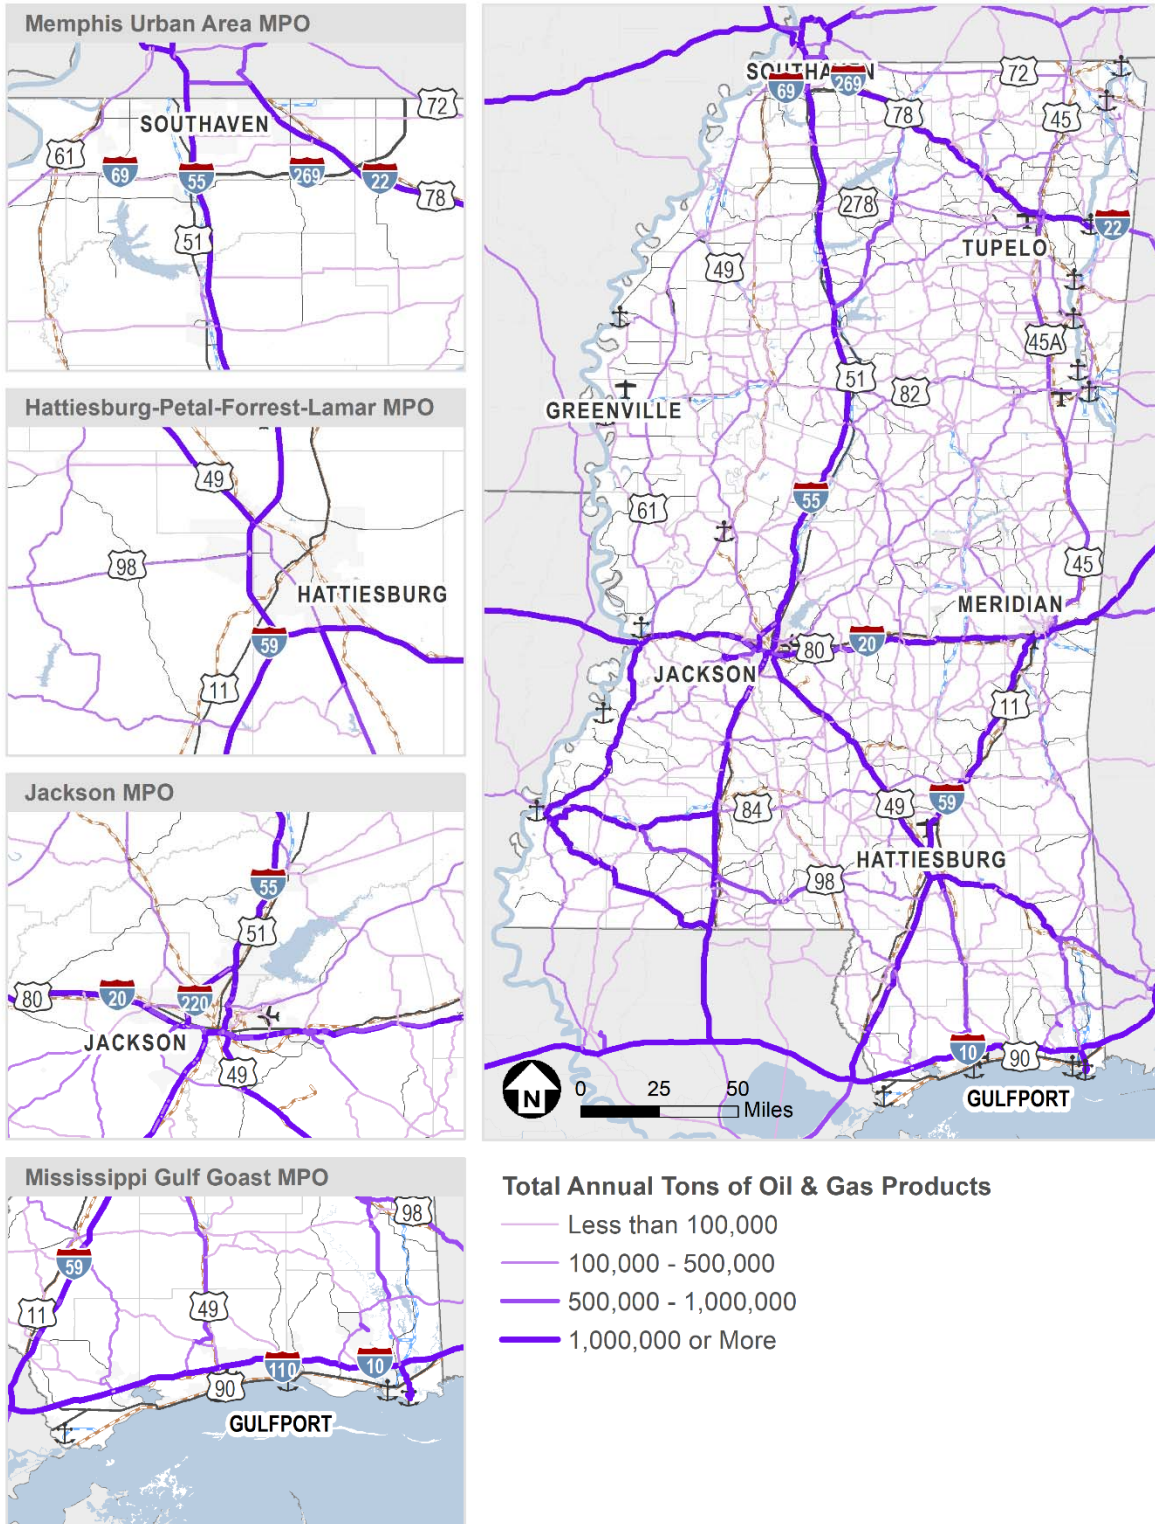 Memphis Urban Area MPO
72
SOUTHAVEN
61
69
55
269
22
78
51
Hattiesburg-Petal-Forrest-Lamar MPO
49
98
HATTIESBURG
59
11
Jackson MPO
55
51
80
20
220
JACKSON
49
Mississippi Gulf Goast MPO
98
59
11
49
110
10
90
GULFPORT
SOUTHAVEN
72
69
269
78
45
278
22
TUPELO
49
45A
51
82
GREENVILLE
55
61
45
MERIDIAN
80
20
JACKSON
11
59
84
49
HATTIESBURG
98
10
90
N
0 25 50
Miles
GULFPORT
Total Annual Tons of Oil & Gas Products
Less than 100,000
100,000 - 500,000
500,000 - 1,000,000
1,000,000 or More